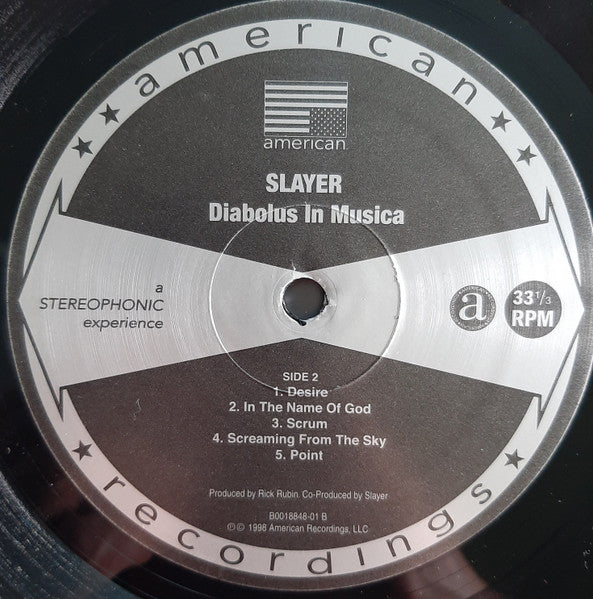 american
american
SLAYER
Diabolus In Musica
a
STEREOPHONIC
experience
a
33 1/3
RPM
SIDE 2
1. Desire
2. In The Name Of God
3. Scrum
4. Screaming From The Sky
5. Point
Produced by Rick Rubin. Co-Produced by Slayer
B0018848-01 B
℗© 1998 American Recordings, LLC
recordings